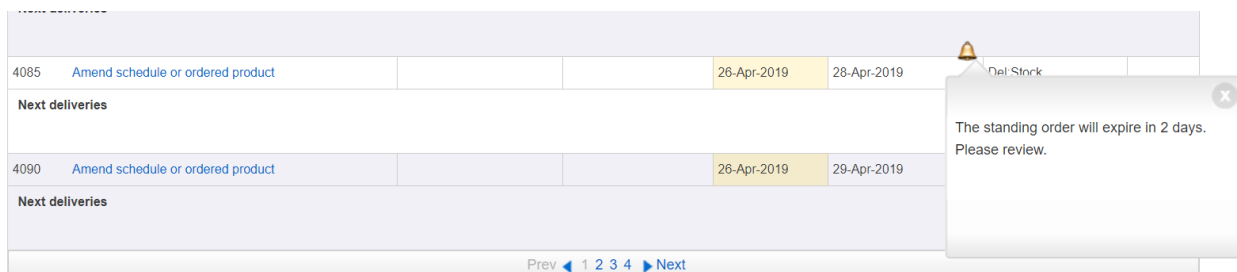 Next deliveries
4085 Amend schedule or ordered product 26-Apr-2019 28-Apr-2019 Del:Stock
Next deliveries
The standing order will expire in 2 days.
Please review.
4090 Amend schedule or ordered product 26-Apr-2019 29-Apr-2019
Next deliveries
Prev 1 2 3 4 Next